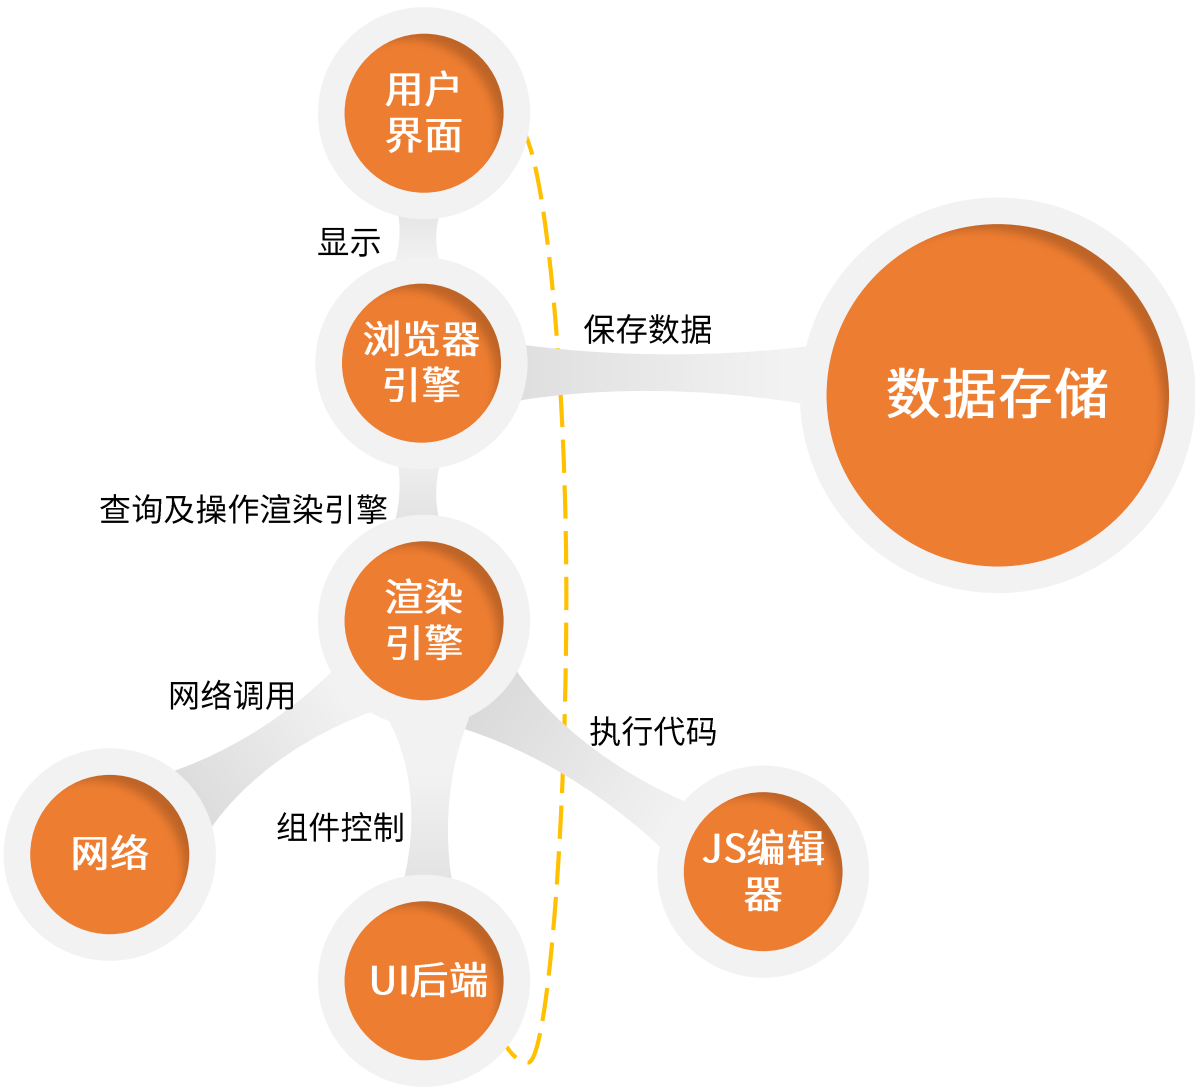 用户
界面
显示
保存数据
浏览器
引擎
数据存储
查询及操作渲染引擎
渲染
引擎
网络调用
执行代码
组件控制
网络
JS编辑
器
UI后端